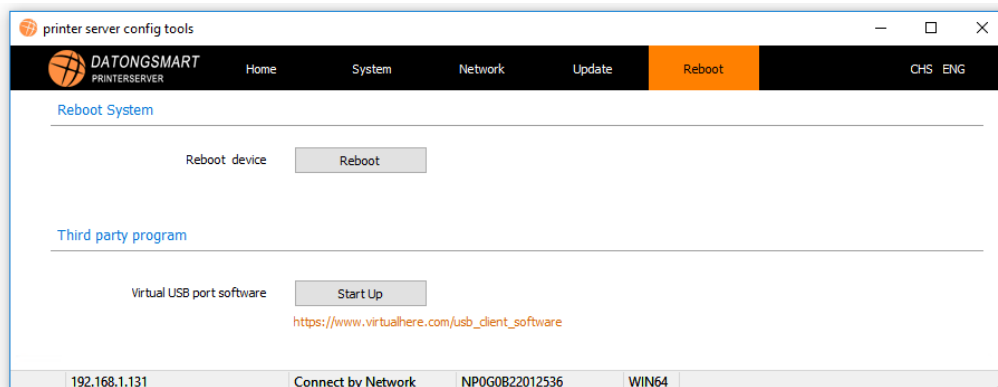 printer server config tools
DATONGSMART
PRINTERSERVER
Home System Network Update Reboot CHS ENG
Reboot System
Reboot device Reboot
Third party program
Virtual USB port software Start Up
https://www.virtualhere.com/usb_client_software
192.168.1.131 Connect by Network NP0G0B22012536 WIN64